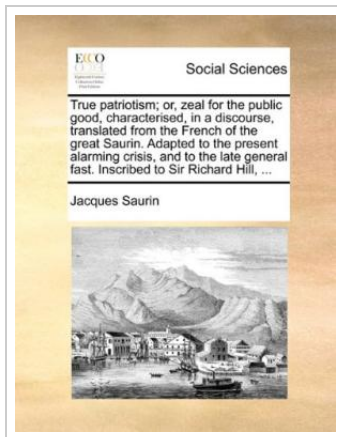 ECCO
Social Sciences
True patriotism; or, zeal for the public
good, characterised, in a discourse,
translated from the French of the
great Saurin. Adapted to the present
alarming crisis, and to the late general
fast. Inscribed to Sir Richard Hill, ...
Jacques Saurin